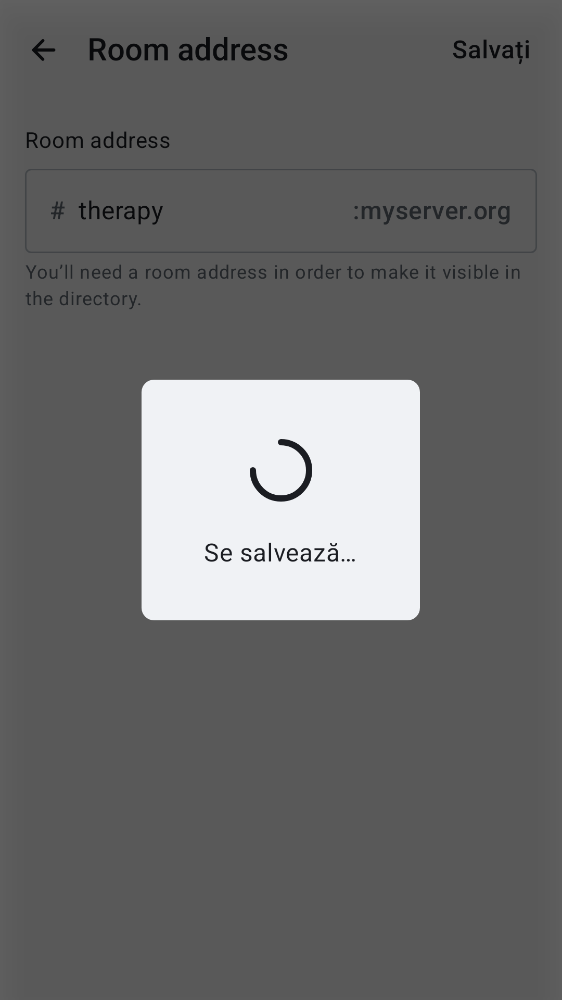 Room address
Salvați
Room address
# therapy :myserver.org
You'll need a room address in order to make it visible in
the directory.
Se salvează…